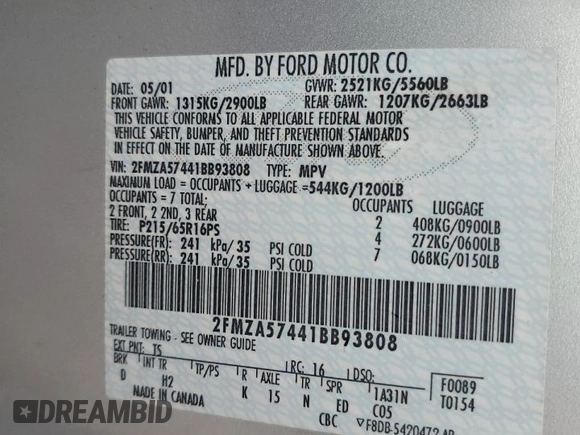 MFD. BY FORD MOTOR CO.
DATE: 05/01 GVWR: 2521KG/5560LB
FRONT GAWR: 1315KG/2900LB REAR GAWR: 1207KG/2663LB
THIS VEHICLE CONFORMS TO ALL APPLICABLE FEDERAL MOTOR
VEHICLE SAFETY, BUMPER, AND THEFT PREVENTION STANDARDS
IN EFFECT ON THE DATE OF MANUFACTURE SHOWN ABOVE.
VIN: 2FMZA57441BB93808 TYPE: MPV
MAXIMUM LOAD = OCCUPANTS + LUGGAGE = 544KG/1200LB
OCCUPANTS = 7 TOTAL; OCCUPANTS LUGGAGE
2 FRONT, 2 2ND, 3 REAR 2 408KG/0900LB
TIRE: P215/65R16PS 4 272KG/0600LB
PRESSURE(FR): 241 kPa/35 PSI COLD 7 068KG/0150LB
PRESSURE(RR): 241 kPa/35 PSI COLD
2FMZA57441BB93808
TRAILER TOWING - SEE OWNER GUIDE
EXT PNT: TS RC: 16 DSO: F0089
BRK INT TR TP/PS R AXLE TR SPR 1A31N T0154
D H2 K 15 N ED C05
MADE IN CANADA CBC ▽F8DB-5420472-AB
DREAMBID